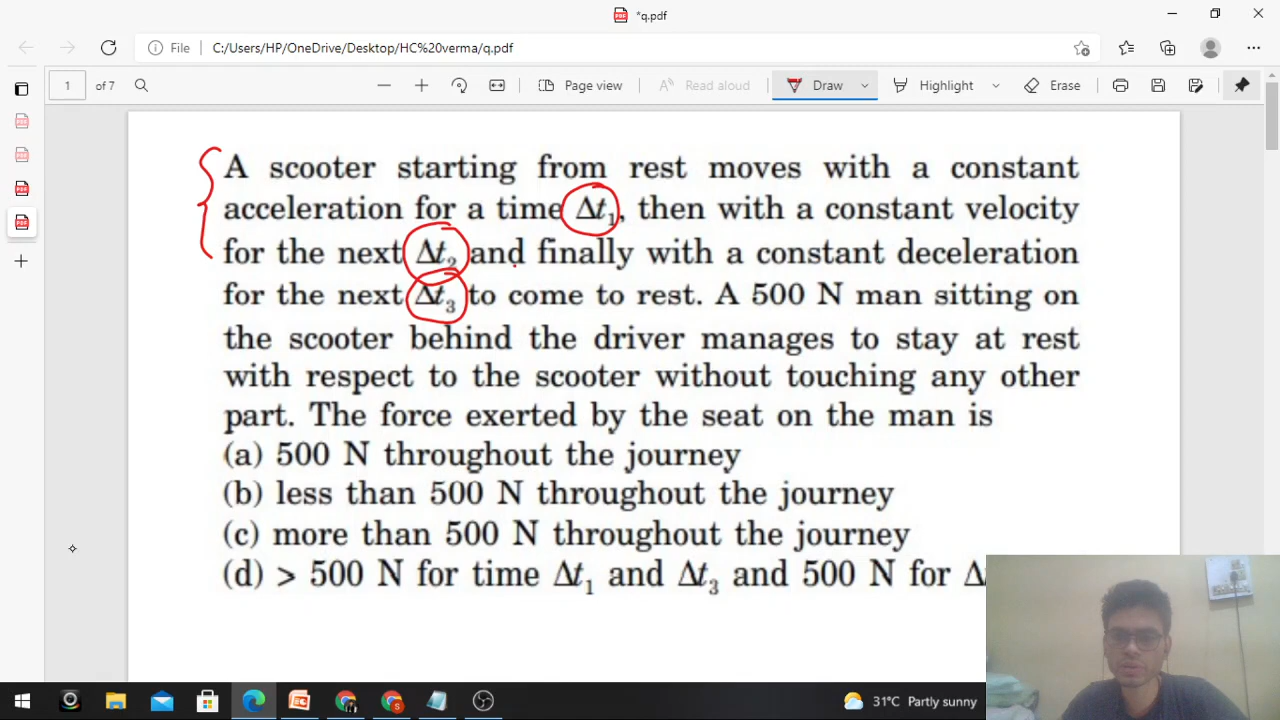 *q.pdf
File C:/Users/HP/OneDrive/Desktop/HC%20verma/q.pdf
1 of 7 Page view Read aloud Draw Highlight Erase
A scooter starting from rest moves with a constant
acceleration for a time Δt₁, then with a constant velocity
for the next Δt₂ and finally with a constant deceleration
for the next Δt₃ to come to rest. A 500 N man sitting on
the scooter behind the driver manages to stay at rest
with respect to the scooter without touching any other
part. The force exerted by the seat on the man is
(a) 500 N throughout the journey
(b) less than 500 N throughout the journey
(c) more than 500 N throughout the journey
(d) > 500 N for time Δt₁ and Δt₃ and 500 N for Δ
31°C Partly sunny